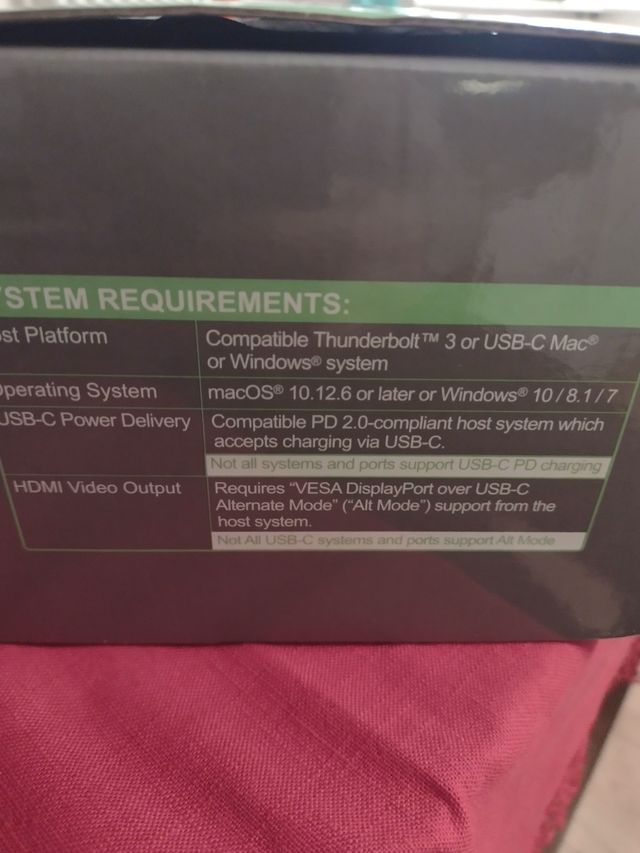 YSTEM REQUIREMENTS:
ost Platform
Compatible Thunderbolt™ 3 or USB-C Mac®
or Windows® system
Operating System
macOS® 10.12.6 or later or Windows® 10 / 8.1 / 7
USB-C Power Delivery
Compatible PD 2.0-compliant host system which
accepts charging via USB-C.
Not all systems and ports support USB-C PD charging
HDMI Video Output
Requires “VESA DisplayPort over USB-C
Alternate Mode” (“Alt Mode”) support from the
host system.
Not All USB-C systems and ports support Alt Mode